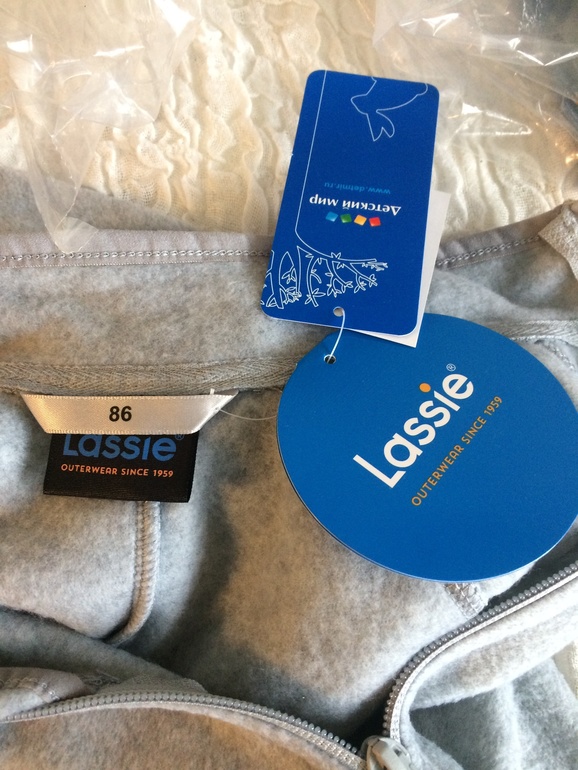 Детский мир
www.detmir.ru
Lassie®
OUTERWEAR SINCE 1959
86
Lassie®
OUTERWEAR SINCE 1959